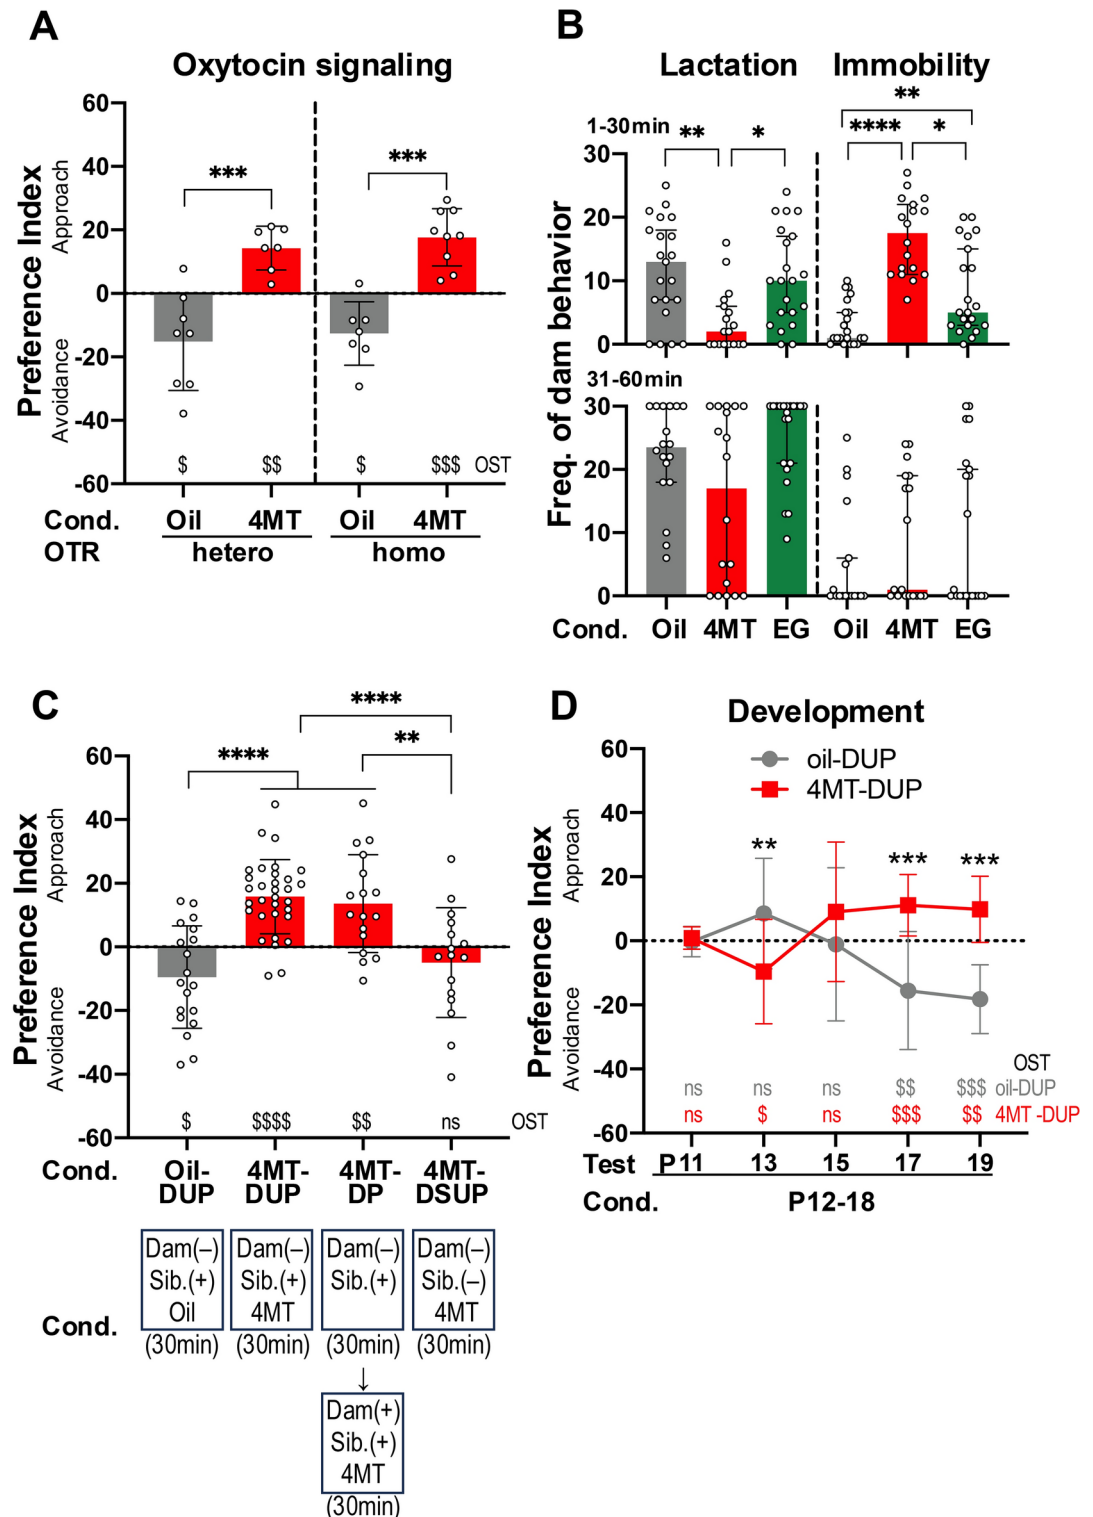 A
Oxytocin signaling
60
40
20
0
-20
-40
-60
Preference Index
Approach
Avoidance
***
***
$
$$
$
$$$
OST
Cond.
Oil
4MT
Oil
4MT
OTR
hetero
homo
B
Lactation
Immobility
1-30min
**
*
**
****
*
30
20
10
0
31-60min
30
20
10
0
Freq. of dam behavior
Cond.
Oil
4MT
EG
Oil
4MT
EG
C
****
**
****
60
40
20
0
-20
-40
-60
Preference Index
Approach
Avoidance
$
$$$$
$$
ns
OST
Cond.
Oil-
DUP
4MT-
DUP
4MT-
DP
4MT-
DSUP
Cond.
Dam(–)
Sib.(+)
Oil
(30min)
Dam(–)
Sib.(+)
4MT
(30min)
Dam(–)
Sib.(+)
↓
Dam(+)
Sib.(+)
4MT
(30min)
Dam(–)
Sib.(–)
4MT
(30min)
D
Development
oil-DUP
4MT-DUP
60
40
20
0
-20
-40
-60
Preference Index
Approach
Avoidance
**
***
***
OST
ns
ns
ns
$$
$$$
oil-DUP
ns
$
ns
$$$
$$
4MT -DUP
Test
P11
13
15
17
19
Cond.
P12-18